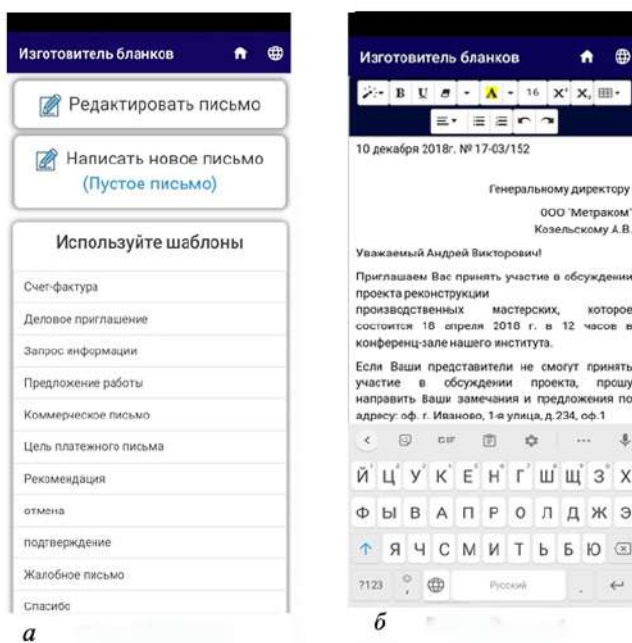 Изготовитель бланков
Редактировать письмо
Написать новое письмо
(Пустое письмо)
Используйте шаблоны
Счет-фактура
Деловое приглашение
Запрос информации
Предложение работы
Коммерческое письмо
Цель платежного письма
Рекомендация
отмена
подтверждение
Жалобное письмо
Спасибо
а
Изготовитель бланков
B U A 16 X¹ X₂
10 декабря 2018г. № 17-03/152
Генеральному директору
ООО "Метраком"
Козельскому А.В.
Уважаемый Андрей Викторович!
Приглашаем Вас принять участие в обсуждении
проекта реконструкции
производственных мастерских, которое
состоится 18 апреля 2018 г. в 12 часов в
конференц-зале нашего института.
Если Ваши представители не смогут принять
участие в обсуждении проекта, прошу
направить Ваши замечания и предложения по
адресу: оф. г. Иваново, 1-я улица, д.234, оф.1
GIF
Й Ц У К Е Н Г Ш Щ З Х
Ф Ы В А П Р О Л Д Ж Э
Я Ч С М И Т Ь Б Ю
?123 , Русский .
б